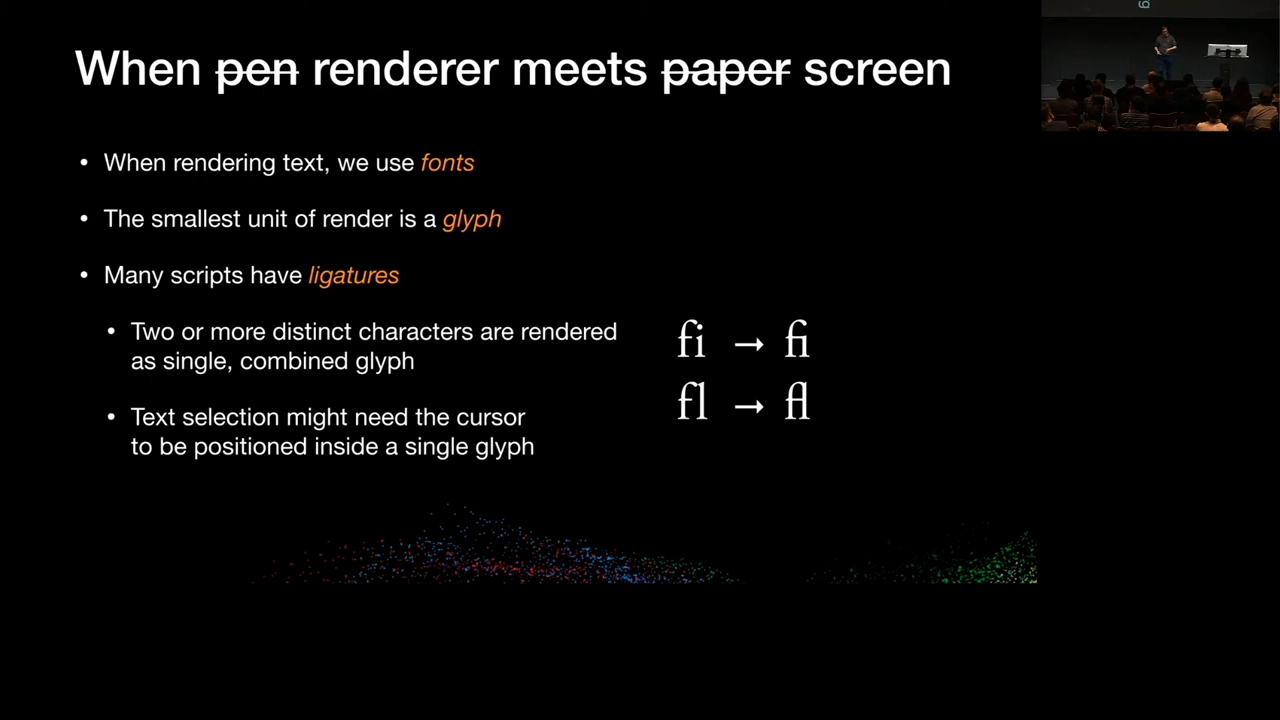 When pen renderer meets paper screen
• When rendering text, we use fonts
• The smallest unit of render is a glyph
• Many scripts have ligatures
• Two or more distinct characters are rendered
as single, combined glyph
• Text selection might need the cursor
to be positioned inside a single glyph
fi → fi
fl → fl